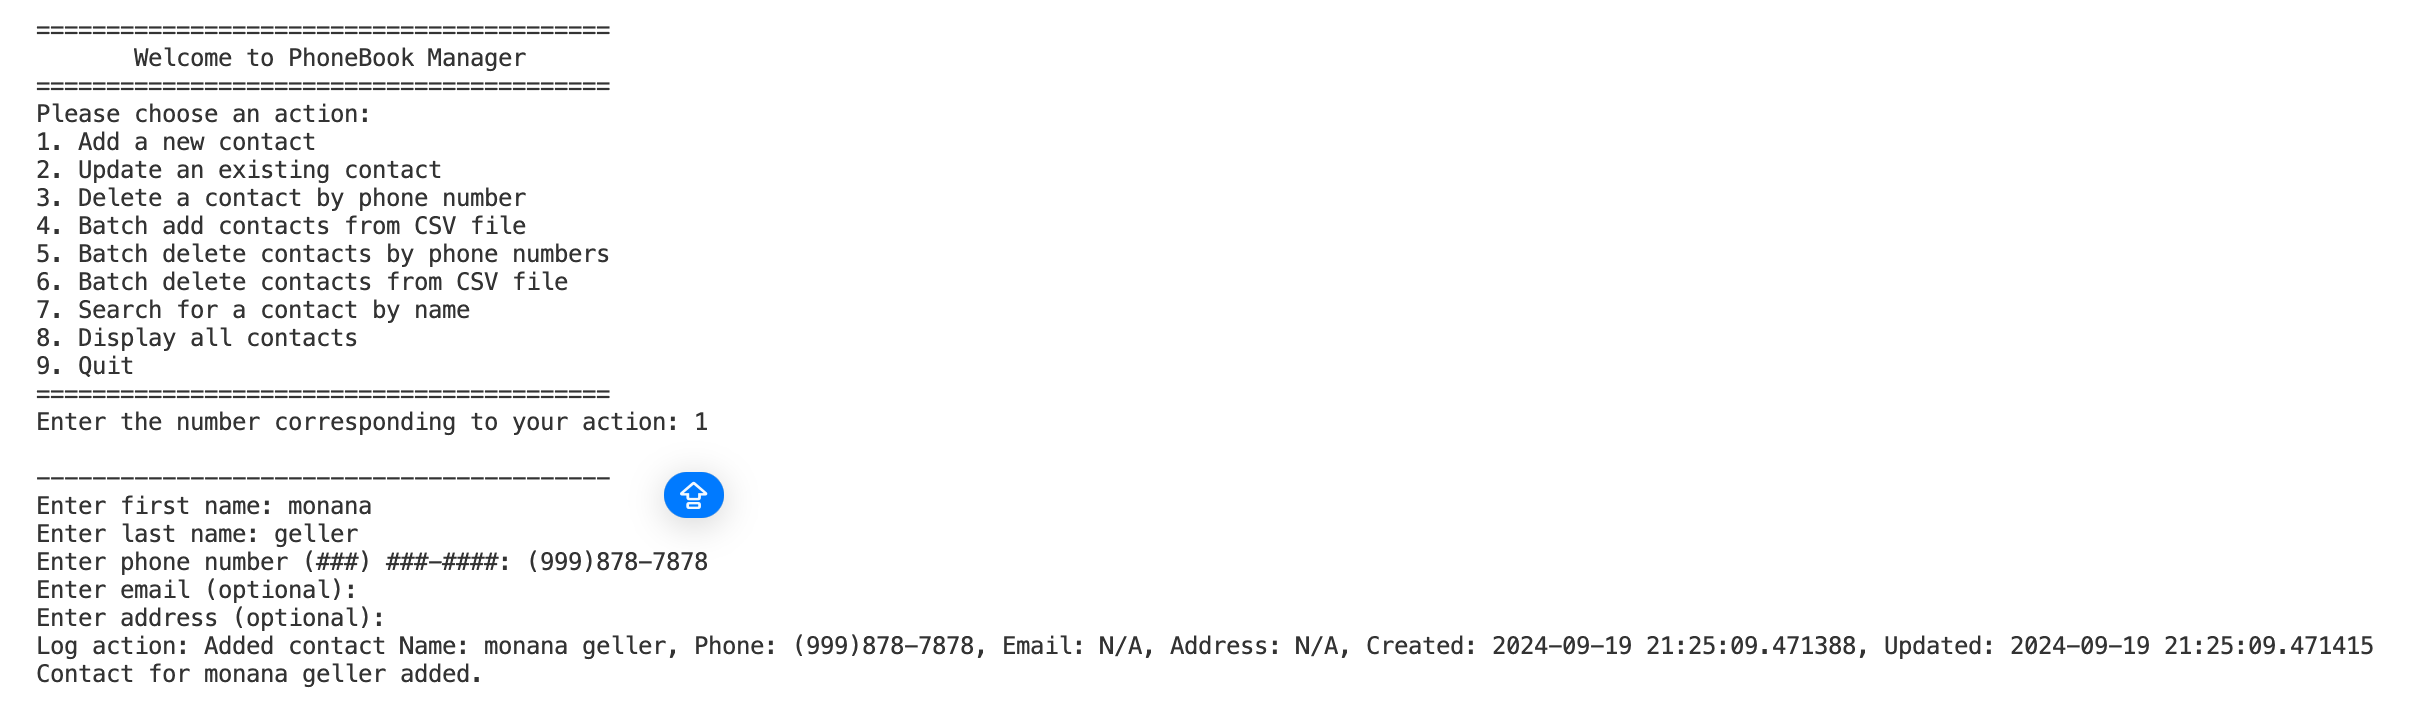 =========================================
Welcome to PhoneBook Manager
=========================================
Please choose an action:
1. Add a new contact
2. Update an existing contact
3. Delete a contact by phone number
4. Batch add contacts from CSV file
5. Batch delete contacts by phone numbers
6. Batch delete contacts from CSV file
7. Search for a contact by name
8. Display all contacts
9. Quit
=========================================
Enter the number corresponding to your action: 1
-----------------------------------------
Enter first name: monana
Enter last name: geller
Enter phone number (###) ###-####: (999)878-7878
Enter email (optional):
Enter address (optional):
Log action: Added contact Name: monana geller, Phone: (999)878-7878, Email: N/A, Address: N/A, Created: 2024-09-19 21:25:09.471388, Updated: 2024-09-19 21:25:09.471415
Contact for monana geller added.